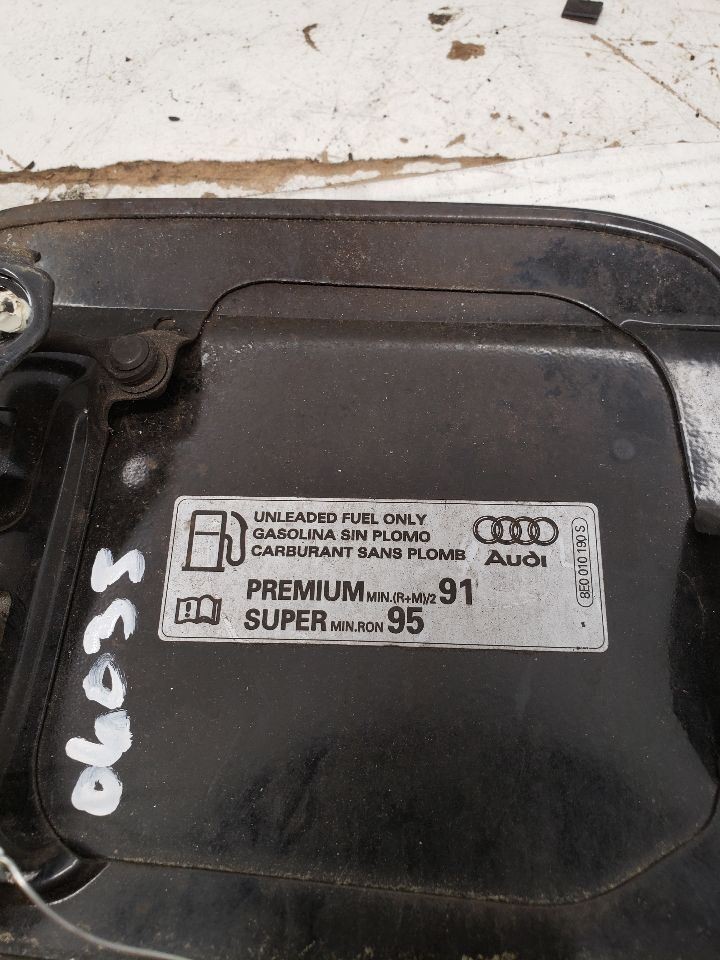 UNLEADED FUEL ONLY
GASOLINA SIN PLOMO
CARBURANT SANS PLOMB
PREMIUM MIN.(R+M)/2 91
SUPER MIN.RON 95
Audi
8E0 010 190 S